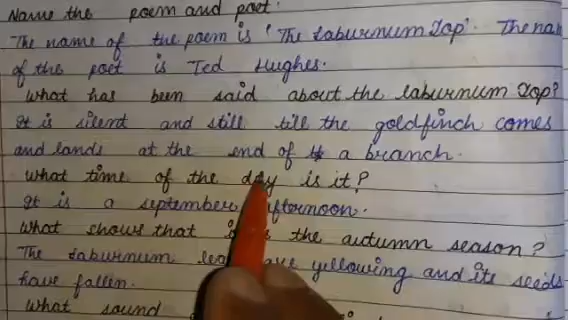 Name the poem and poet.
The name of the poem is 'The Laburnum Top'. The nam
of the poet is Ted Hughes.
What has been said about the laburnum Top?
It is silent and still till the goldfinch comes
and lands at the end of a branch.
What time of the day is it?
It is a september afternoon.
What shows that the autumn season?
The Laburnum yellowing and its seeds
have fallen.
What sound